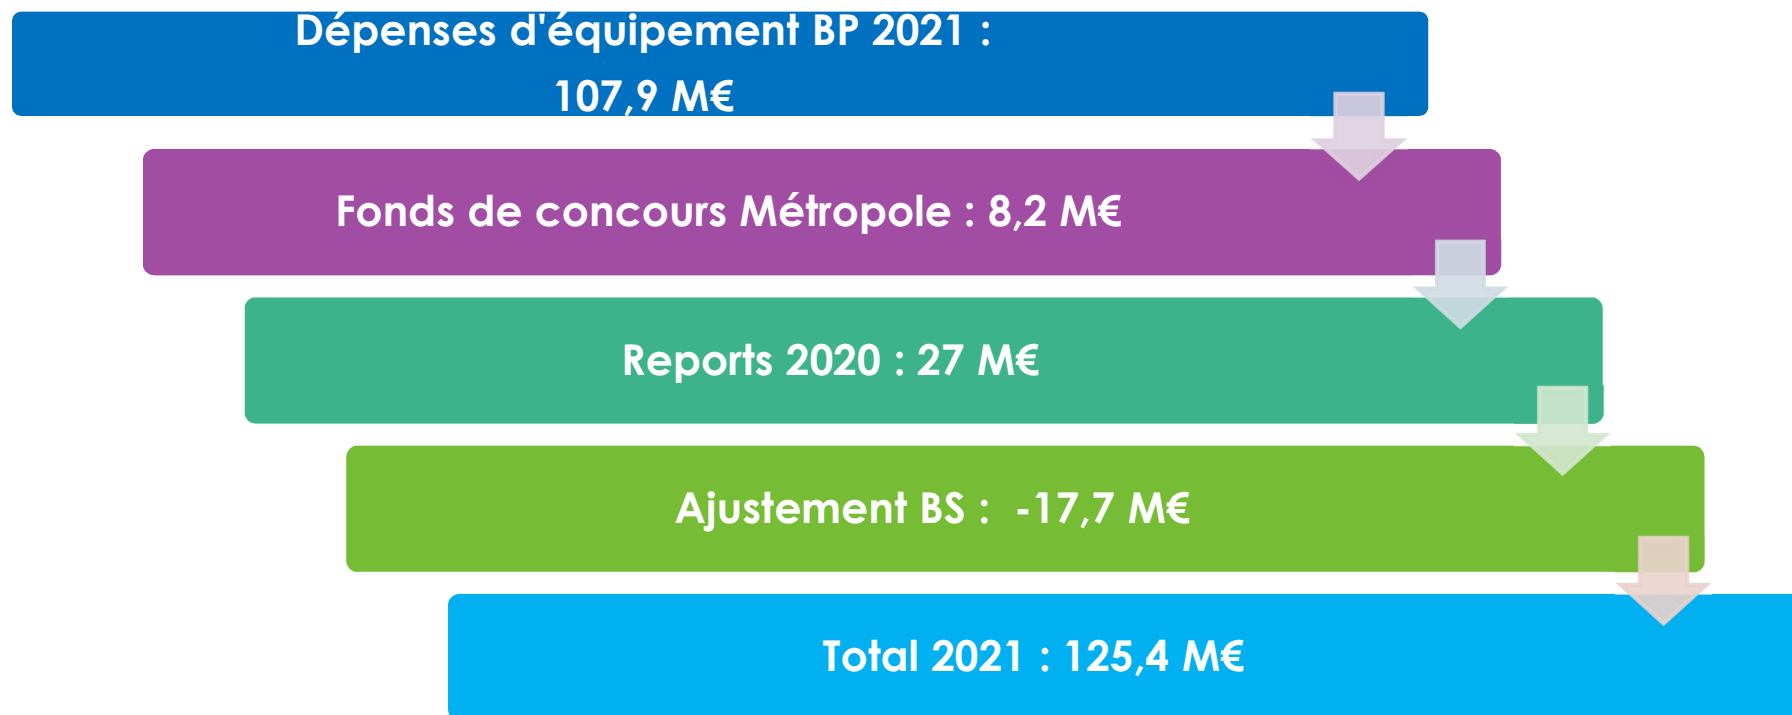 Dépenses d'équipement BP 2021 :
107,9 M€
Fonds de concours Métropole : 8,2 M€
Reports 2020 : 27 M€
Ajustement BS :  -17,7 M€
Total 2021 : 125,4 M€